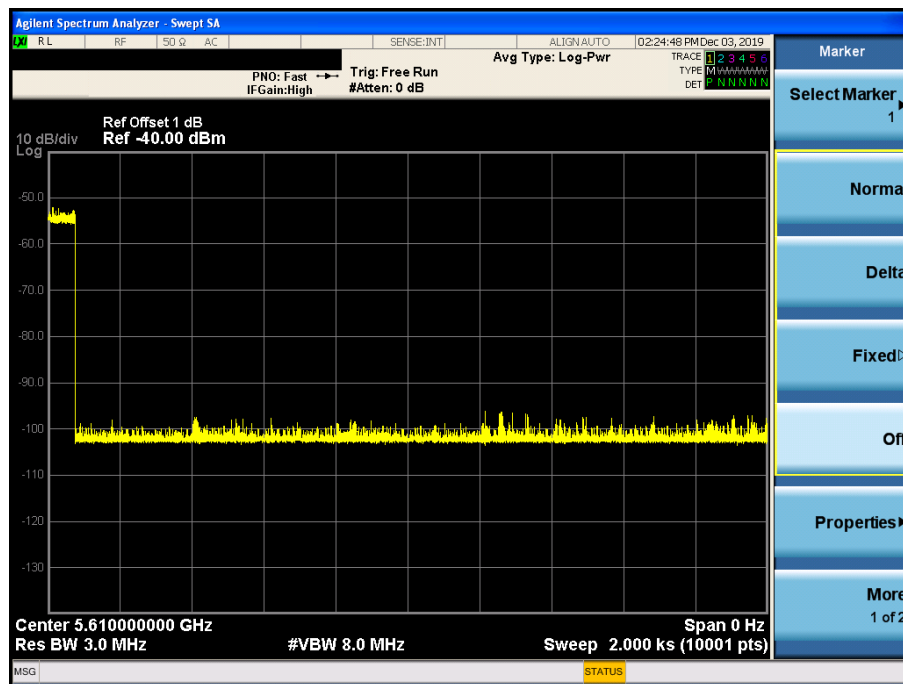 Agilent Spectrum Analyzer - Swept SA
LXI RL RF 50 Ω AC SENSE:INT ALIGN AUTO 02:24:48 PM Dec 03, 2019
Marker
Avg Type: Log-Pwr
TRACE 1 2 3 4 5 6
PNO: Fast Trig: Free Run
TYPE M WWWWW
IFGain:High #Atten: 0 dB
DET P N N N N N
Select Marker
1
Ref Offset 1 dB
10 dB/div Ref -40.00 dBm
Log
-50.0
-60.0
-70.0
-80.0
-90.0
-100
-110
-120
-130
Norma
Delta
Fixed
Off
Properties
More
1 of 2
Center 5.610000000 GHz Span 0 Hz
Res BW 3.0 MHz #VBW 8.0 MHz Sweep 2.000 ks (10001 pts)
MSG STATUS